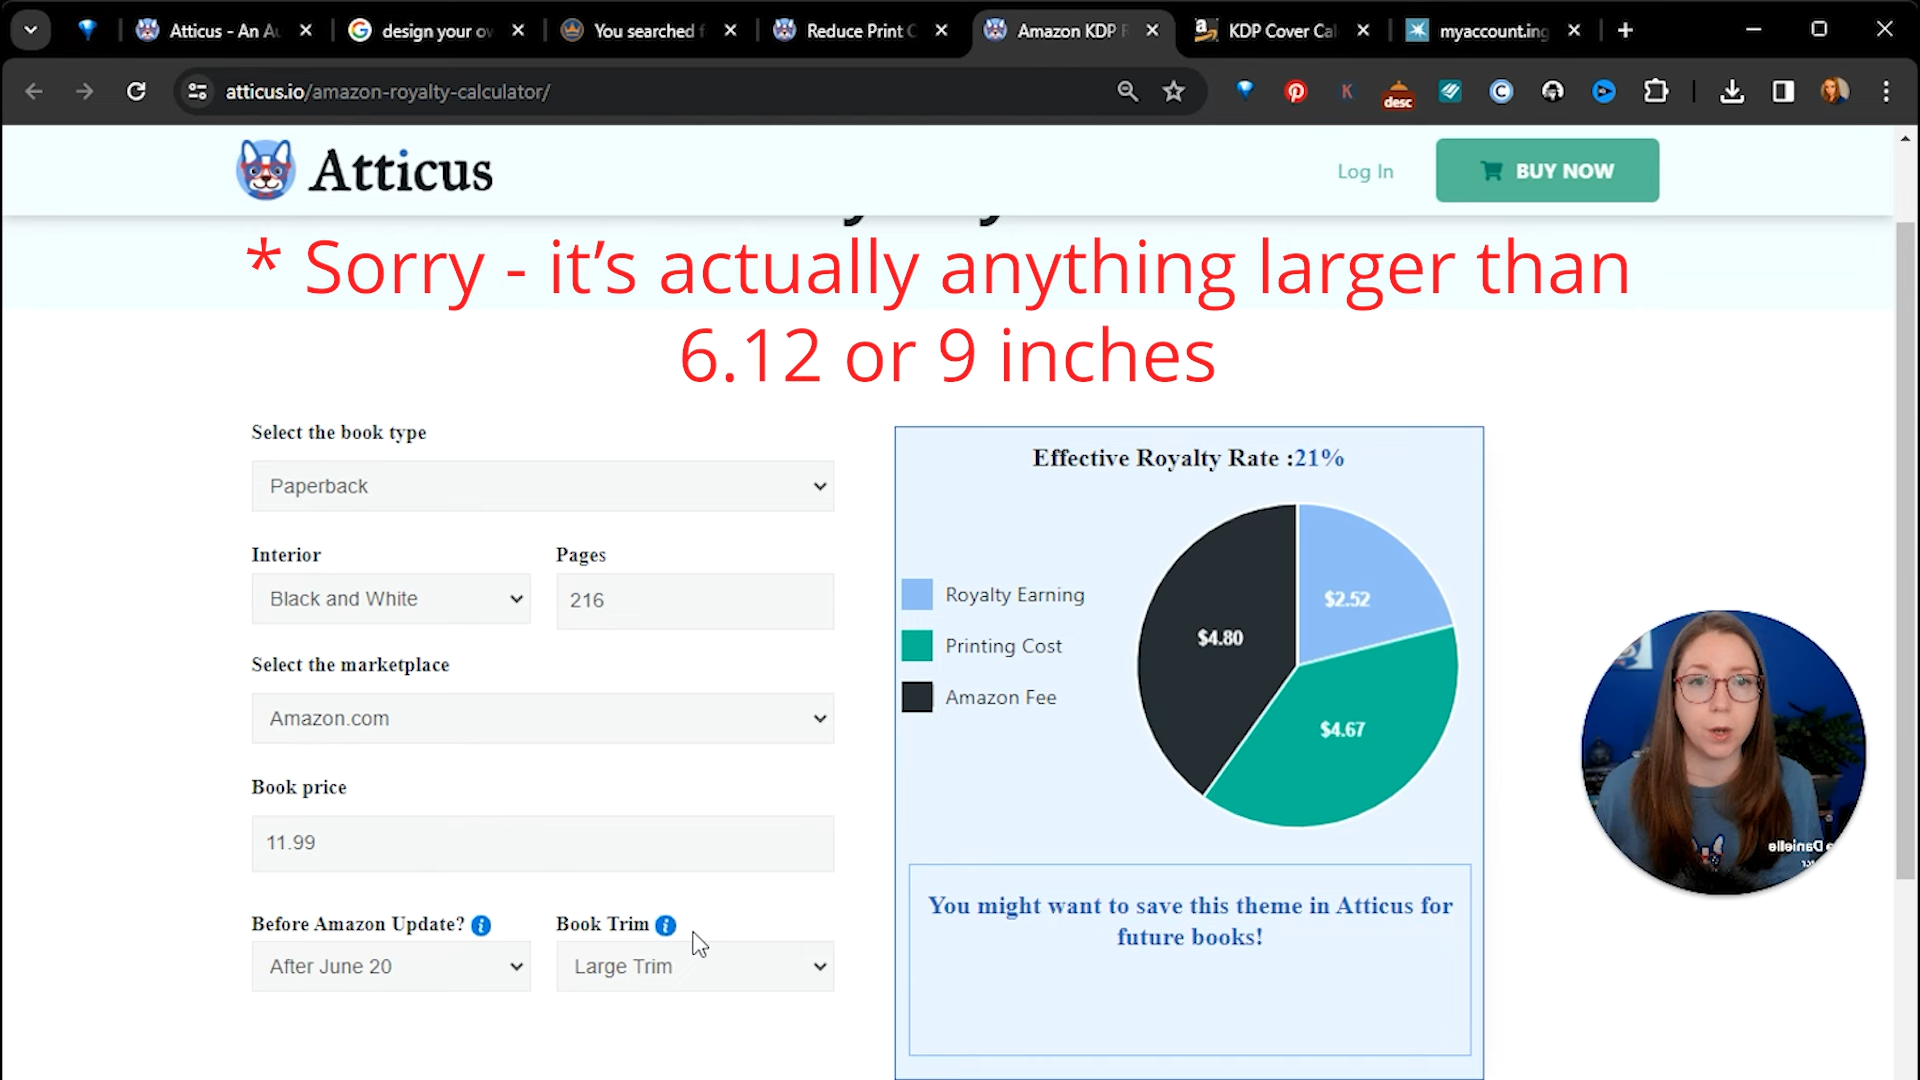 Atticus - An Au
design your ow
You searched f
Reduce Print C
Amazon KDP R
KDP Cover Cal
myaccount.ing
atticus.io/amazon-royalty-calculator/
K
desc
Atticus
Log In
BUY NOW
* Sorry - it’s actually anything larger than
6.12 or 9 inches
Select the book type
Paperback
Interior
Pages
Black and White
216
Select the marketplace
Amazon.com
Book price
11.99
Before Amazon Update?
Book Trim
After June 20
Large Trim
Effective Royalty Rate :21%
Royalty Earning
Printing Cost
Amazon Fee
$2.52
$4.80
$4.67
You might want to save this theme in Atticus for
future books!
Danielle